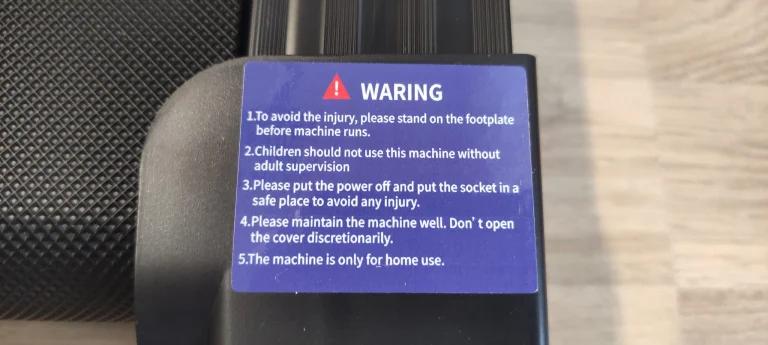 WARING
1.To avoid the injury, please stand on the footplate
before machine runs.
2.Children should not use this machine without
adult supervision
3.Please put the power off and put the socket in a
safe place to avoid any injury.
4.Please maintain the machine well. Don't open
the cover discretionarily.
5.The machine is only for home use.